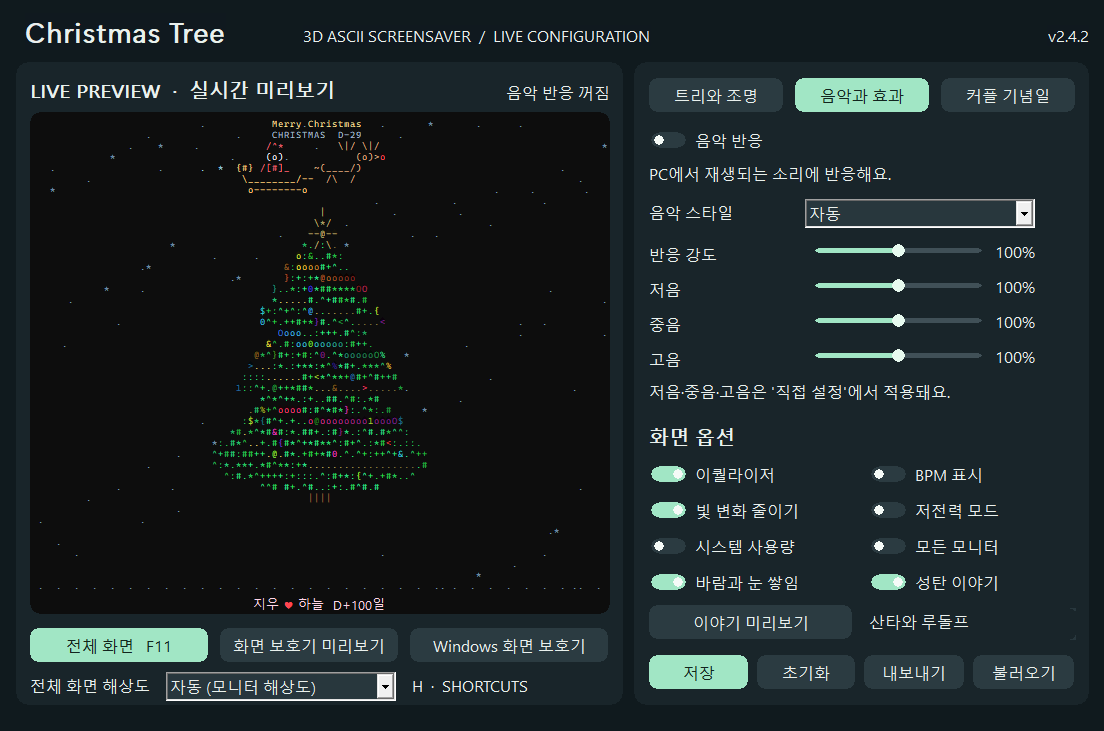 Christmas Tree
3D ASCII SCREENSAVER / LIVE CONFIGURATION
v2.4.2
LIVE PREVIEW · 실시간 미리보기
음악 반응 꺼짐
Merry.Christmas
CHRISTMAS D-29
지우 ♥ 하늘 D+100일
전체 화면 F11
화면 보호기 미리보기
Windows 화면 보호기
전체 화면 해상도
자동 (모니터 해상도)
H · SHORTCUTS
트리와 조명
음악과 효과
커플 기념일
음악 반응
PC에서 재생되는 소리에 반응해요.
음악 스타일
자동
반응 강도
100%
저음
100%
중음
100%
고음
100%
저음·중음·고음은 '직접 설정'에서 적용돼요.
화면 옵션
이퀄라이저
BPM 표시
빛 변화 줄이기
저전력 모드
시스템 사용량
모든 모니터
바람과 눈 쌓임
성탄 이야기
이야기 미리보기
산타와 루돌프
저장
초기화
내보내기
불러오기